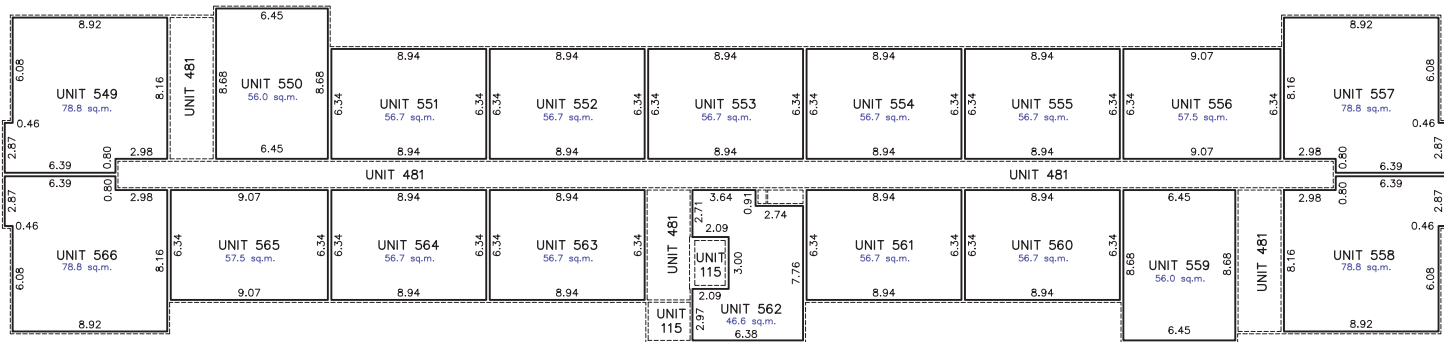 8.92
6.08
8.16
UNIT 549
78.8 sq.m.
0.46
2.87
6.39
0.80
2.98
UNIT 481
6.45
8.68
8.68
UNIT 550
56.0 sq.m.
6.45
8.94
6.34
6.34
UNIT 551
56.7 sq.m.
8.94
8.94
6.34
UNIT 552
56.7 sq.m.
8.94
8.94
6.34
6.34
UNIT 553
56.7 sq.m.
8.94
8.94
6.34
UNIT 554
56.7 sq.m.
8.94
8.94
6.34
6.34
UNIT 555
56.7 sq.m.
8.94
9.07
6.34
6.34
UNIT 556
57.5 sq.m.
9.07
8.92
8.16
6.08
UNIT 557
78.8 sq.m.
0.46
2.87
2.98
0.80
6.39
UNIT 481
UNIT 481
6.39
2.87
0.80
2.98
0.46
UNIT 566
78.8 sq.m.
8.16
6.08
8.92
9.07
6.34
6.34
UNIT 565
57.5 sq.m.
9.07
8.94
6.34
UNIT 564
56.7 sq.m.
8.94
8.94
6.34
6.34
UNIT 563
56.7 sq.m.
8.94
UNIT 481
UNIT
115
3.64
0.91
2.74
2.71
2.09
UNIT
115
3.00
7.76
2.09
2.97
UNIT 562
46.6 sq.m.
6.38
8.94
6.34
UNIT 561
56.7 sq.m.
8.94
8.94
6.34
6.34
UNIT 560
56.7 sq.m.
8.94
6.45
8.68
8.68
UNIT 559
56.0 sq.m.
6.45
UNIT 481
2.98
0.80
6.39
2.87
0.46
8.16
UNIT 558
78.8 sq.m.
6.08
8.92